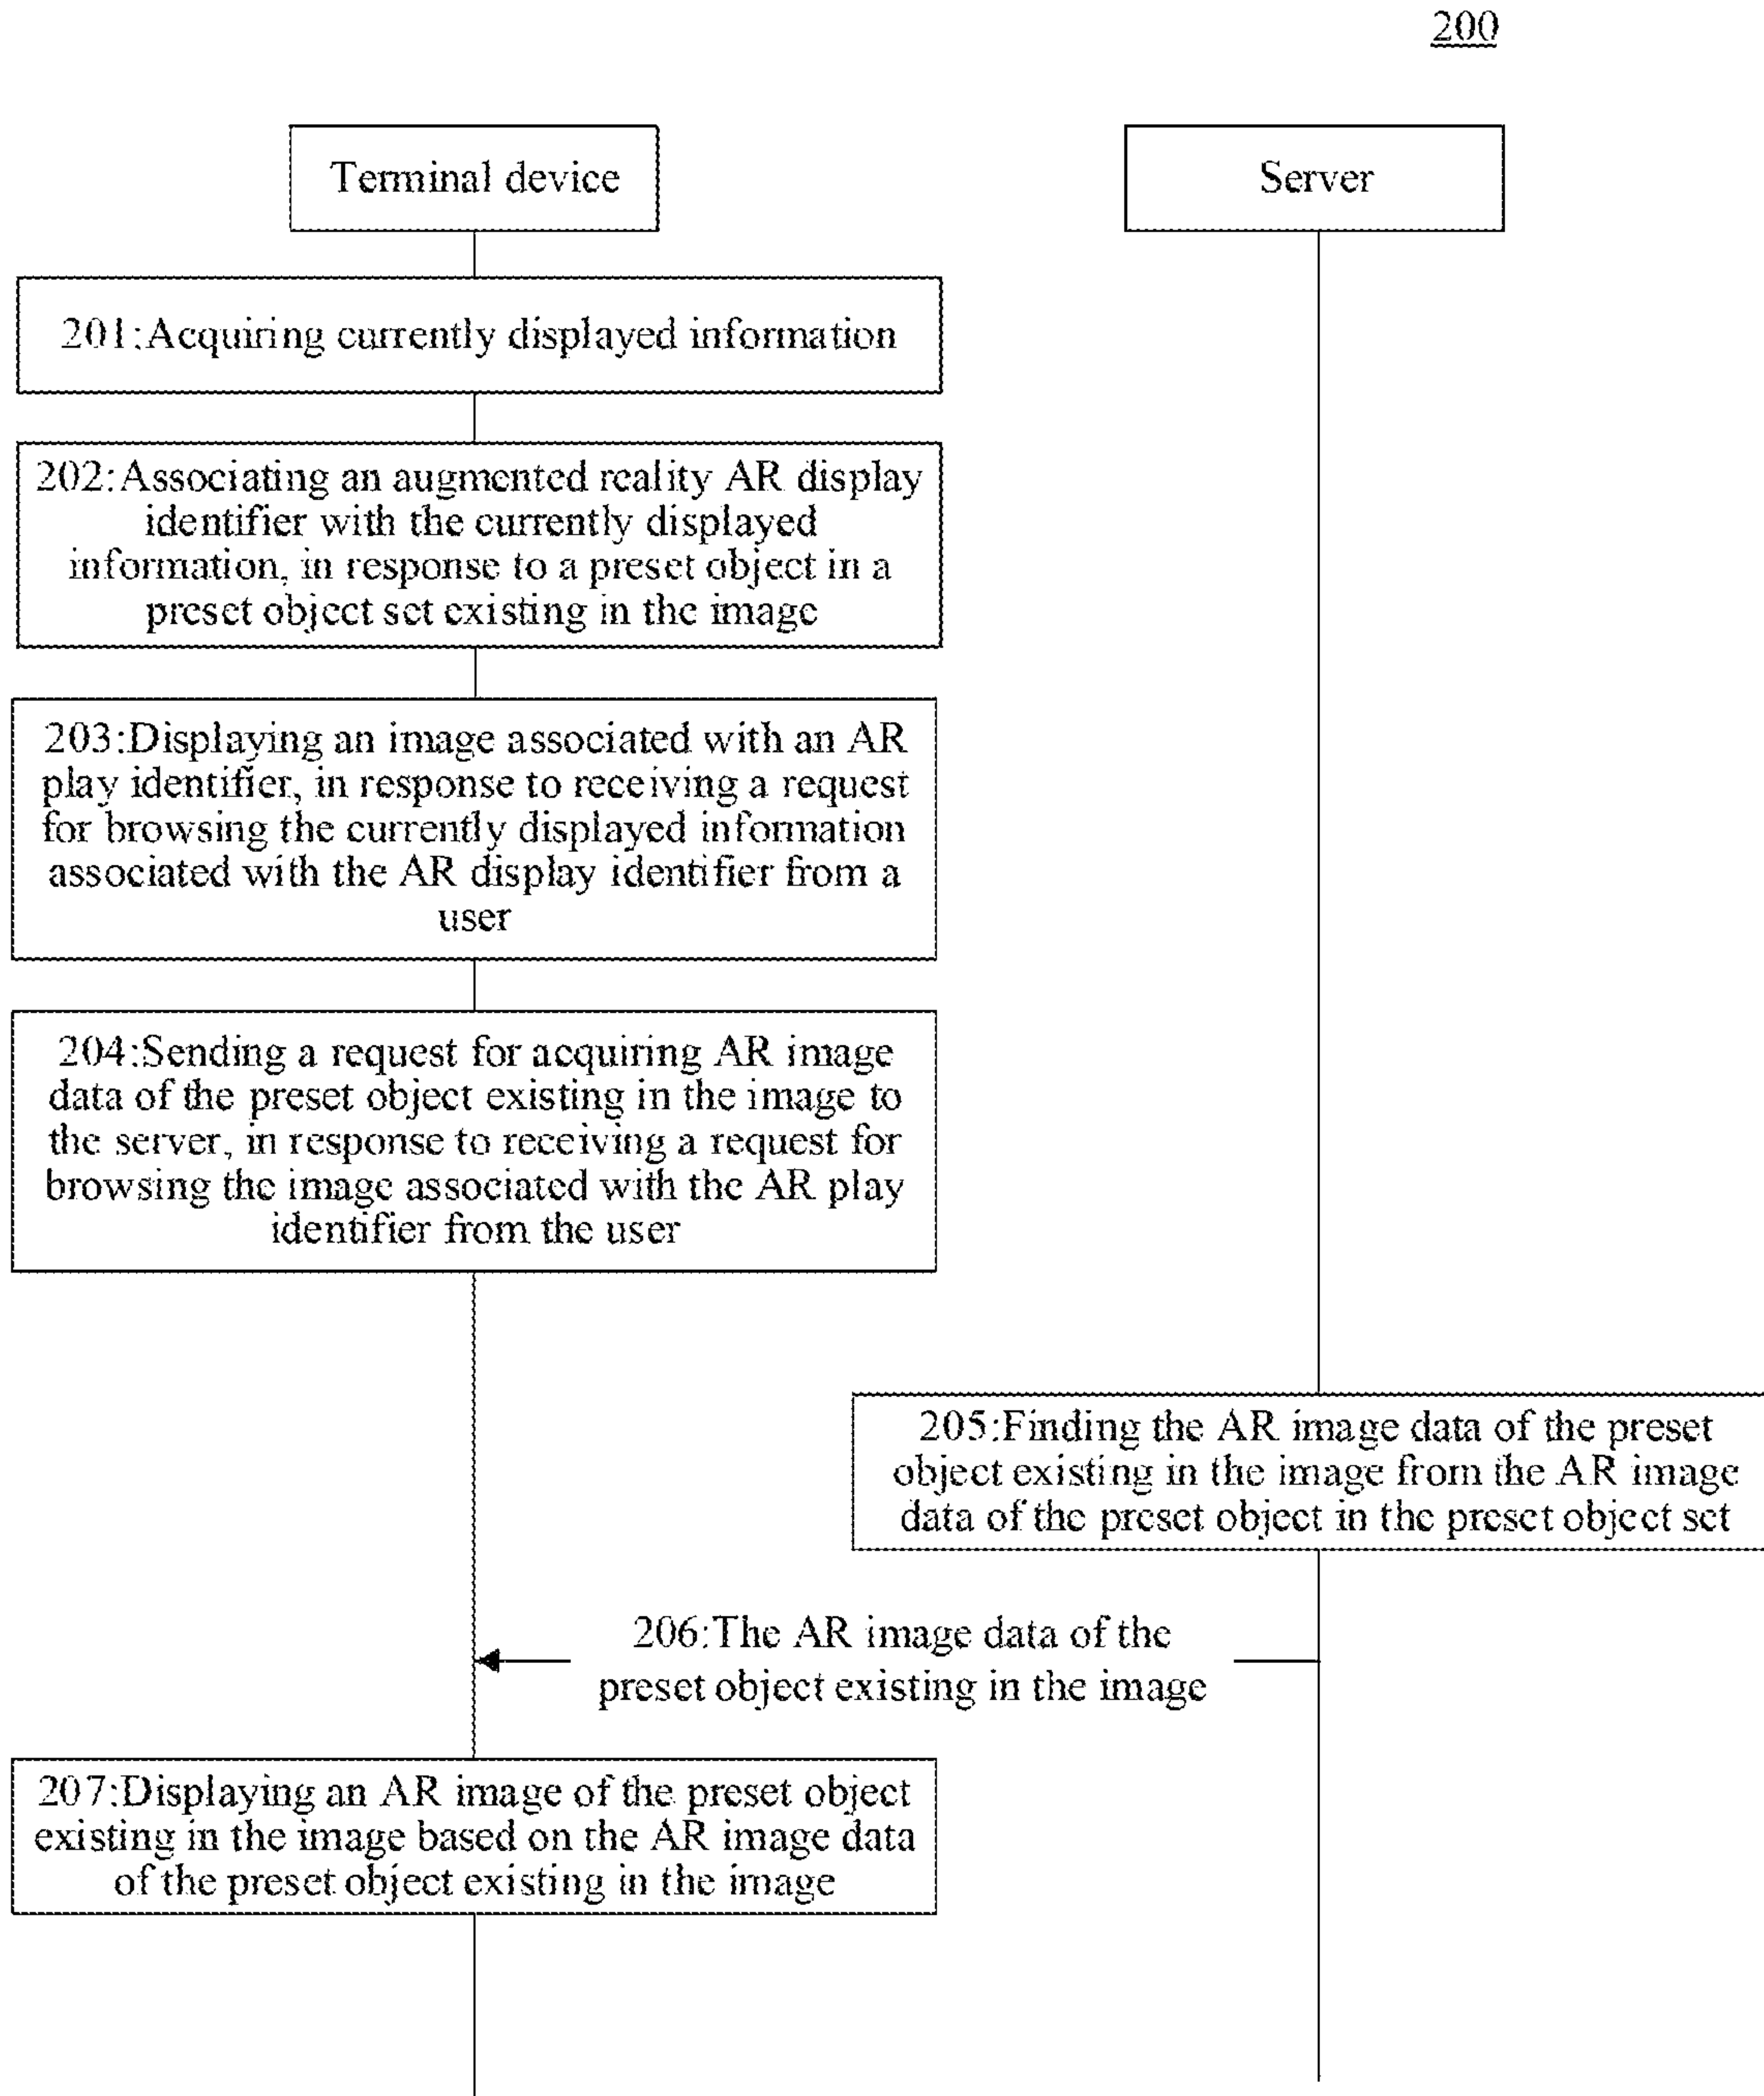 200
Terminal device
Server
201:Acquiring currently displayed information
202:Associating an augmented reality AR display
identifier with the currently displayed
information, in response to a preset object in a
preset object set existing in the image
203:Displaying an image associated with an AR
play identifier, in response to receiving a request
for browsing the currently displayed information
associated with the AR display identifier from a
user
204:Sending a request for acquiring AR image
data of the preset object existing in the image to
the server, in response to receiving a request for
browsing the image associated with the AR play
identifier from the user
205:Finding the AR image data of the preset
object existing in the image from the AR image
data of the preset object in the preset object set
206:The AR image data of the
preset object existing in the image
207:Displaying an AR image of the preset object
existing in the image based on the AR image data
of the preset object existing in the image